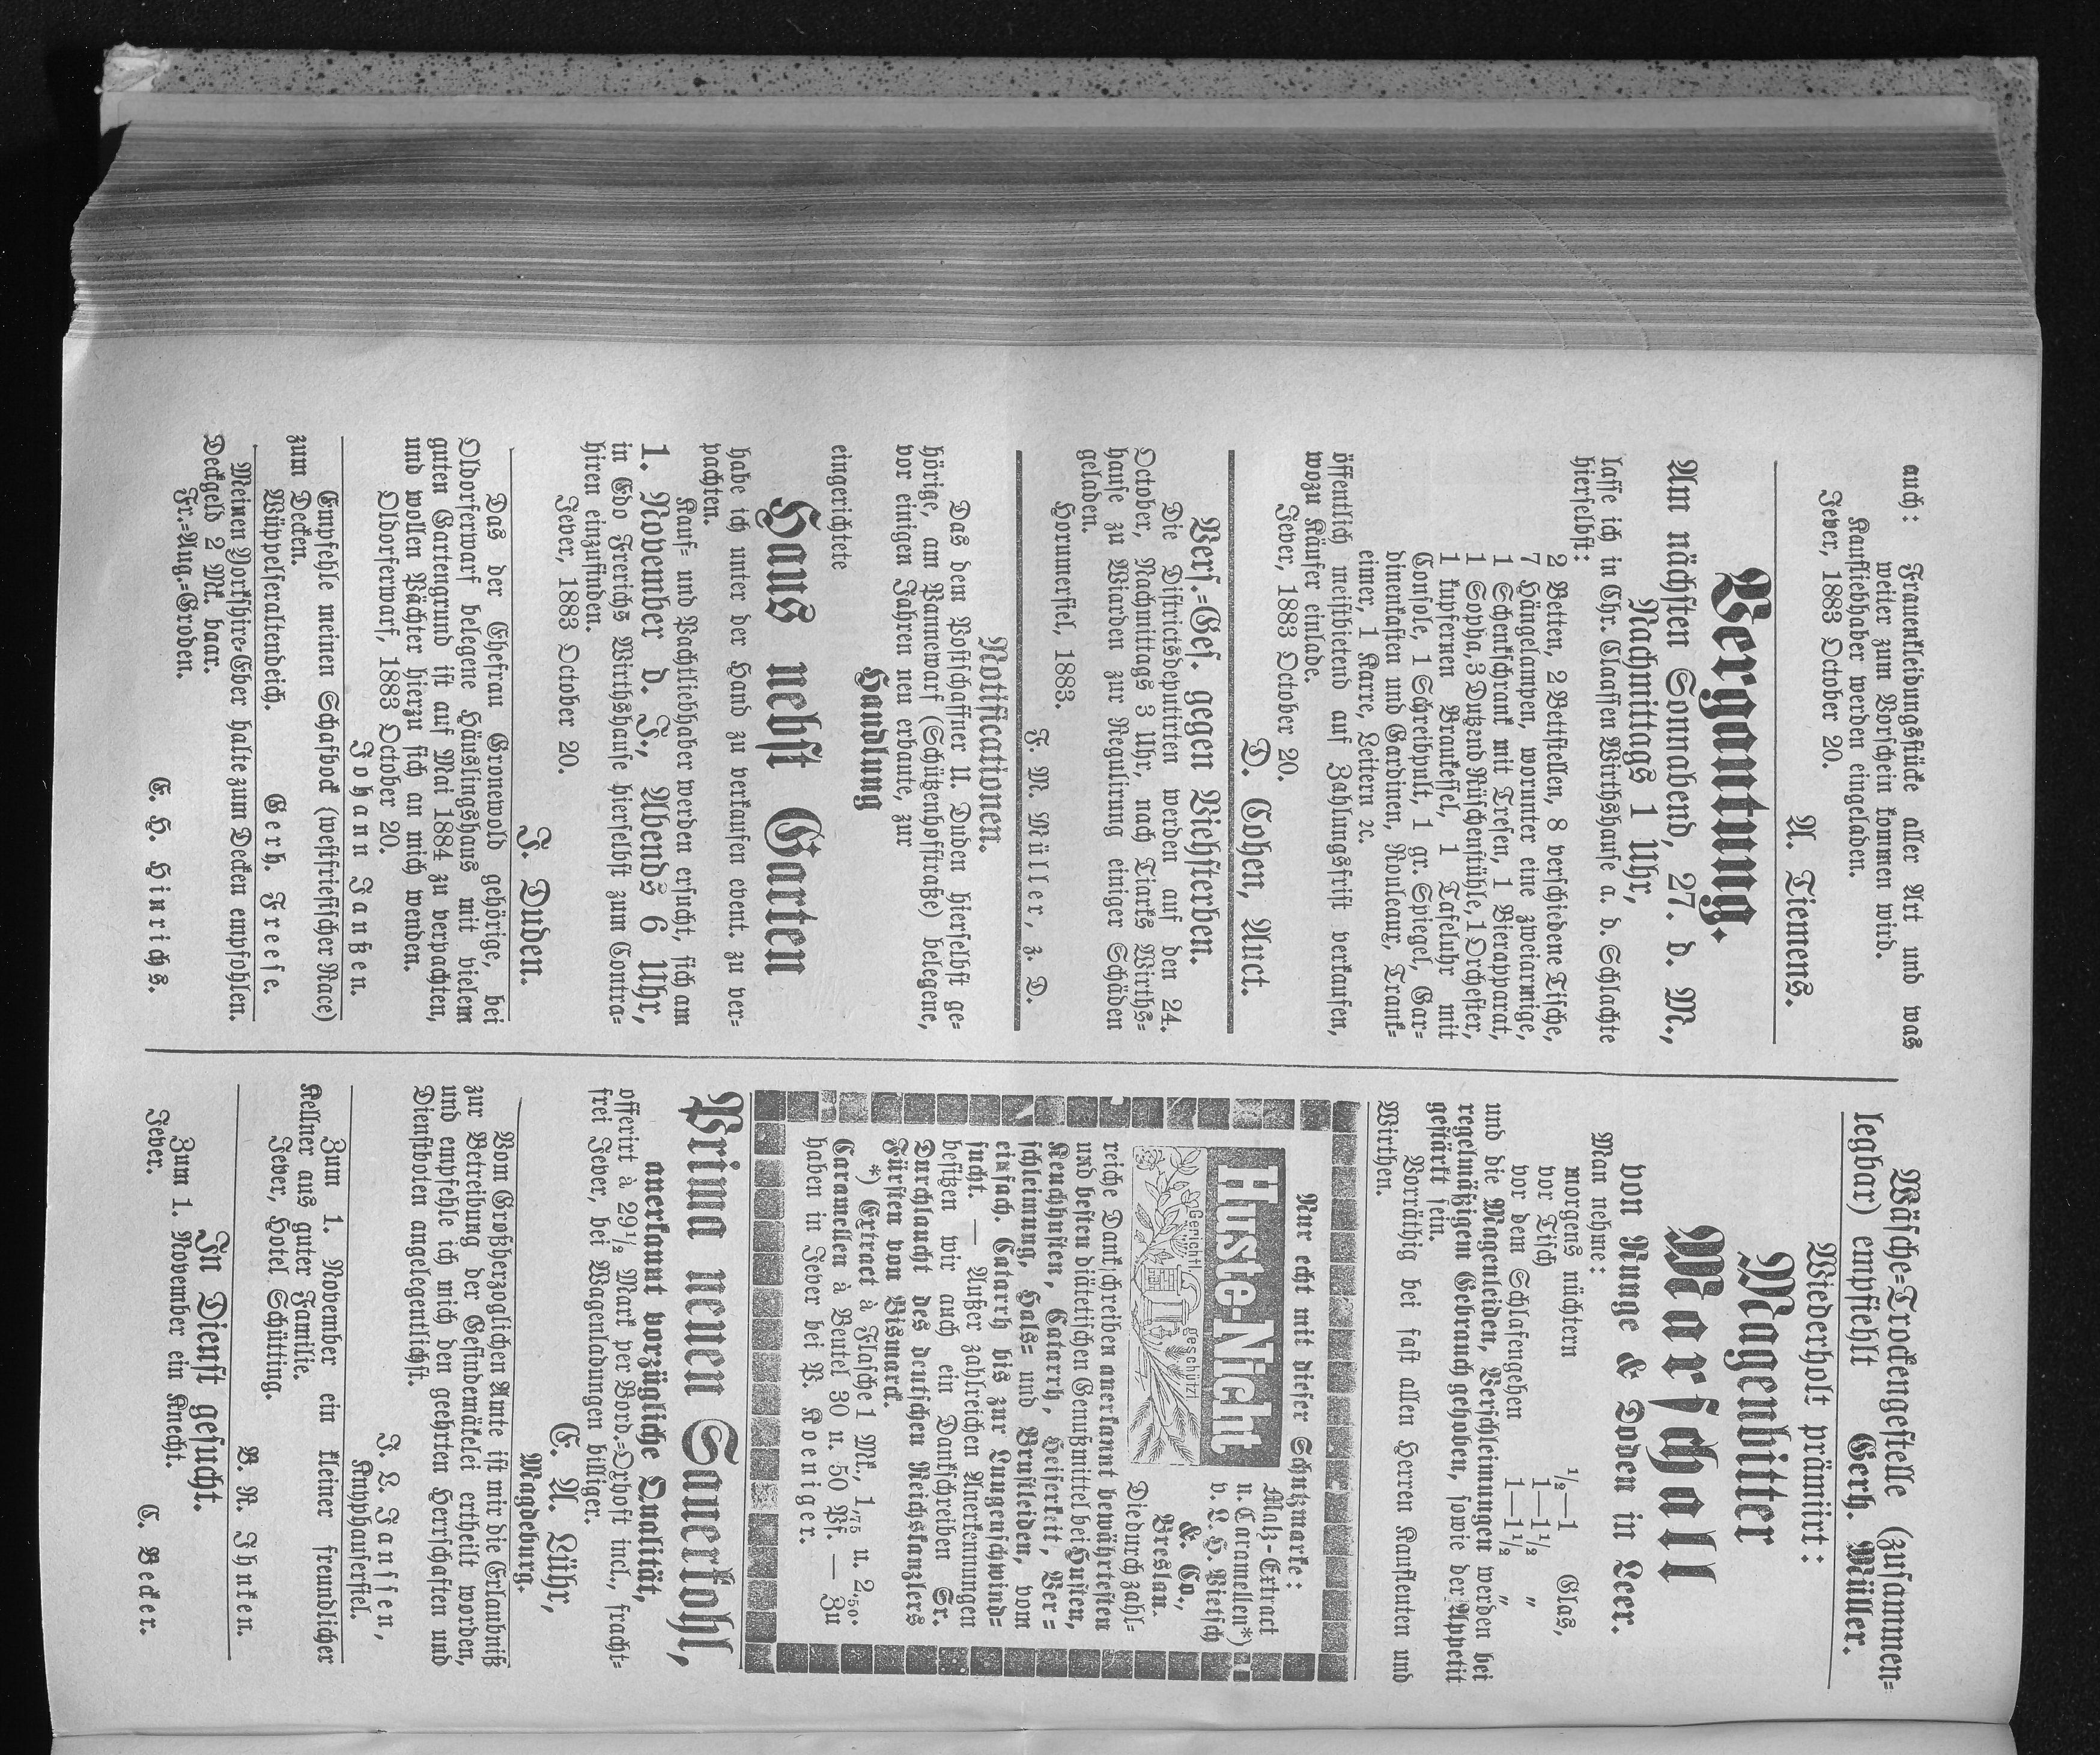 auch: Frauenkleidungsstücke aller Art und was
weiter zum Vorschein kommen wird.
Kaufliebhaber werden eingeladen.
Jever, 1883 October 20.
A. Tiemens.
Vergantung.
Am nächsten Sonnabend, 27. d. M.,
Nachmittags 1 Uhr,
lasse ich in Chr. Claassen Wirthshause a. d. Schlachte
hierselbst:
2 Betten, 2 Bettstellen, 8 verschiedene Tische,
7 Hängelampen, worunter eine zweiarmige,
1 Schenkschrank mit Tresen, 1 Bierapparat,
1 Sopha, 3 Dutzend Rüschenstühle, 1 Orchester,
1 kupfernen Braukessel, 1 Tafeluhr mit
Console, 1 Schreibpult, 1 gr. Spiegel, Gar=
dinenkasten und Gardinen, Rouleaux, Trank=
eimer, 1 Karre, Leitern ꝛc.
öffentlich meistbietend auf Zahlungsfrist verkaufen,
wozu Käufer einlade.
Jever, 1883 October 20.
D. Cohen, Auct.
Vers.=Ges. gegen Viehsterben.
Die Districtsdeputirten werden auf den 24.
October, Nachmittags 3 Uhr, nach Tiarks Wirths=
hause zu Wiarden zur Regulirung einiger Schäden
geladen.
Horumersiel, 1883.
F. M. Müller, z. D.
Notificationen.
Das dem Postschaffner U. Duden hierselbst ge=
hörige, am Pannewarf (Schützenhofstraße) belegene,
vor einigen Jahren neu erbaute, zur
Handlung
eingerichtete
Haus nebst Garten
habe ich unter der Hand zu verkaufen event. zu ver=
pachten.
Kauf= und Pachtliebhaber werden ersucht, sich am
1. November d. J., Abends 6 Uhr,
in Edo Frerichs Wirthshause hierselbst zum Contra=
hiren einzufinden.
Jever, 1883 October 20.
J. Duden.
Das der Ehefrau Gronewold gehörige, bei
Oldorferwarf belegene Häuslingshaus mit vielem
guten Gartengrund ist auf Mai 1884 zu verpachten,
und wollen Pächter hierzu sich an mich wenden.
Oldorferwarf, 1883 October 20.
Johann Janßen.
Empfehle meinen Schafbock (westfriesischer Race)
zum Decken.
Wüppelseraltendeich. Gerh. Freese.
Meinen Yorkshire=Eber halte zum Decken empfohlen.
Deckgeld 2 Mk. baar.
Fr.=Aug.=Groden.
E. H. Hinrichs.
Wäsche=Trockengestelle (zusammen=
legbar) empfiehlt Gerh. Müller.
Wiederholt prämiirt:
Magenbitter
Marschall
von Runge & Doden in Leer.
Man nehme:
morgens nüchtern ½—1 Glas,
vor Tisch 1—1½ „
vor dem Schlafengehen 1—1½ „
und die Magenleiden, Verschleimungen werden bei
regelmäßigem Gebrauch gehoben, sowie der Appetit
gestärkt sein.
Vorräthig bei fast allen Herren Kaufleuten und
Wirthen.
Nur echt mit dieser Schutzmarke:
Huste-Nicht
Gerichtl. geschützt
Malz=Extract
u. Caramellen*)
v. L. H. Pietsch
& Co.,
Breslau.
Die durch zahl=
reiche Dankschreiben anerkannt bewährtesten
und besten diätetischen Genußmittel bei Husten,
Keuchhusten, Catarrh, Heiserkeit, Ver=
schleimung, Hals= und Brustleiden, vom
einfach. Catarrh bis zur Lungenschwind=
sucht. — Außer zahlreichen Anerkennungen
besitzen wir auch ein Dankschreiben Sr.
Durchlaucht des deutschen Reichskanzlers
Fürsten von Bismarck.
*) Extract à Flasche 1 Mk., 1,75 u. 2,50.
Caramellen à Beutel 30 u. 50 Pf. — Zu
haben in Jever bei P. Koeniger.
Prima neuen Sauerkohl,
anerkannt vorzügliche Qualität,
offerirt à 29½ Mark per Bord.=Oxhoft incl., fracht=
frei Jever, bei Wagenladungen billiger.
C. A. Lühr,
Magdeburg.
Vom Großherzoglichen Amte ist mir die Erlaubniß
zur Betreibung der Gesindemäkelei ertheilt worden,
und empfehle ich mich den geehrten Herrschaften und
Dienstboten angelegentlichst.
J. L. Janssen,
Knyphausersiel.
Zum 1. November ein kleiner freundlicher
Kellner aus guter Familie.
Jever, Hotel Schütting.
B. R. Ihnken.
In Dienst gesucht.
Zum 1. November ein Knecht.
Jever. C. Becker.